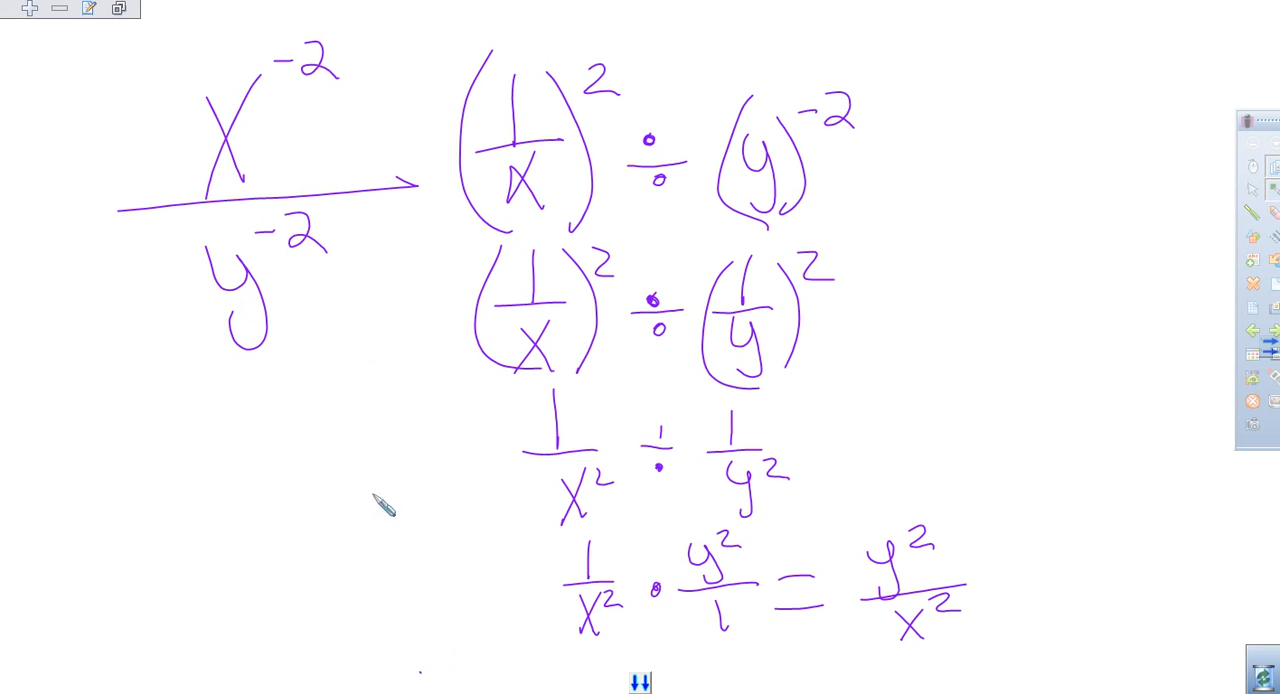 x^-2 / y^-2
(1/x)^2 ÷ (y)^-2
(1/x)^2 ÷ (1/y)^2
1/x^2 ÷ 1/y^2
1/x^2 · y^2/1 = y^2/x^2